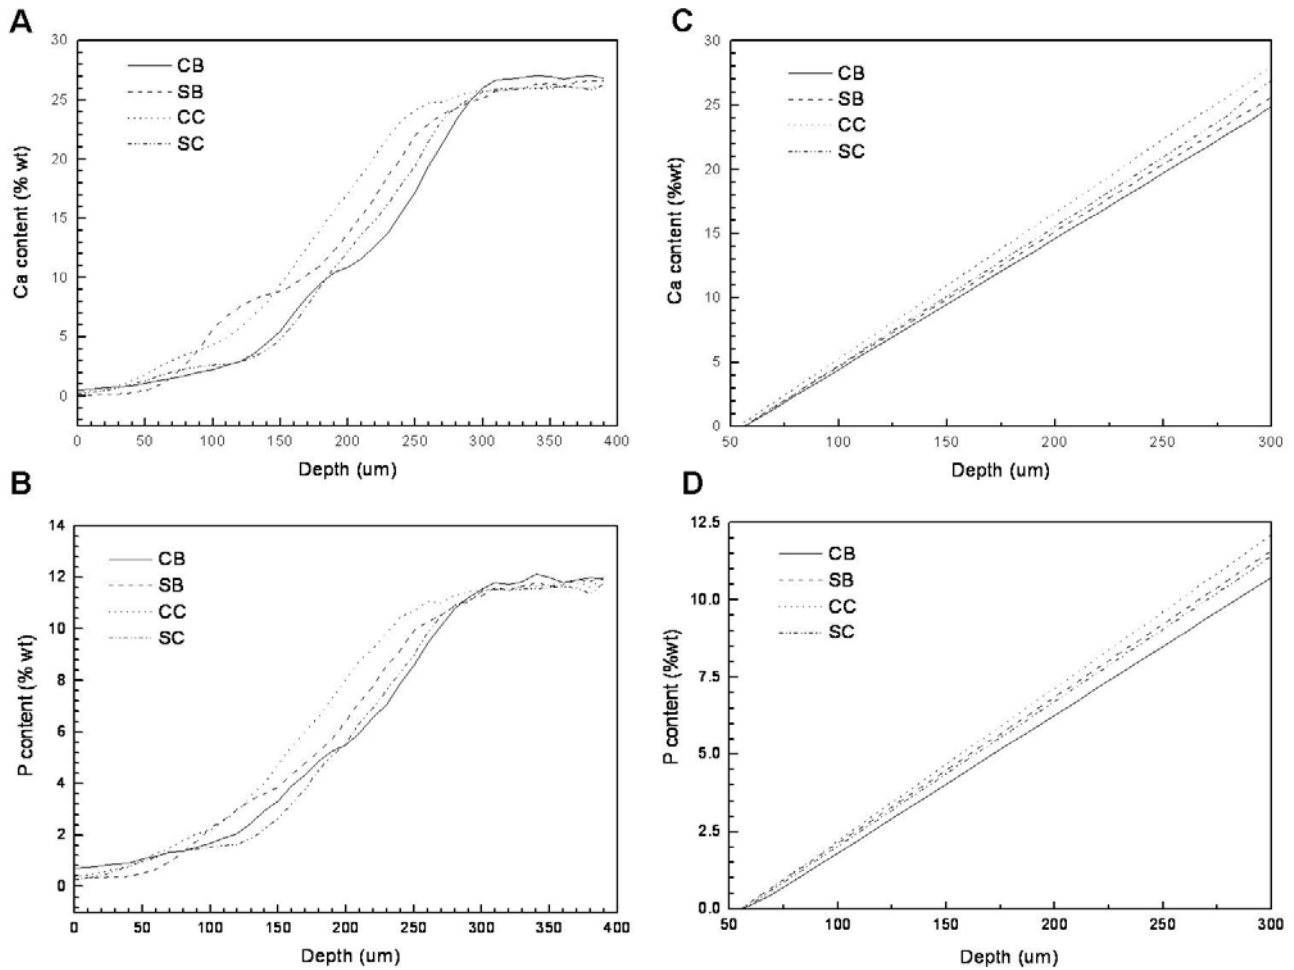 A
30
25
20
15
10
5
0
Ca content (% wt)
CB
SB
CC
SC
0 50 100 150 200 250 300 350 400
Depth (um)
C
30
25
20
15
10
5
0
Ca content (%wt)
CB
SB
CC
SC
50 100 150 200 250 300
Depth (um)
B
14
12
10
8
6
4
2
0
P content (% wt)
CB
SB
CC
SC
0 50 100 150 200 250 300 350 400
Depth (um)
D
12.5
10.0
7.5
5.0
2.5
0.0
P content (%wt)
CB
SB
CC
SC
50 100 150 200 250 300
Depth (um)